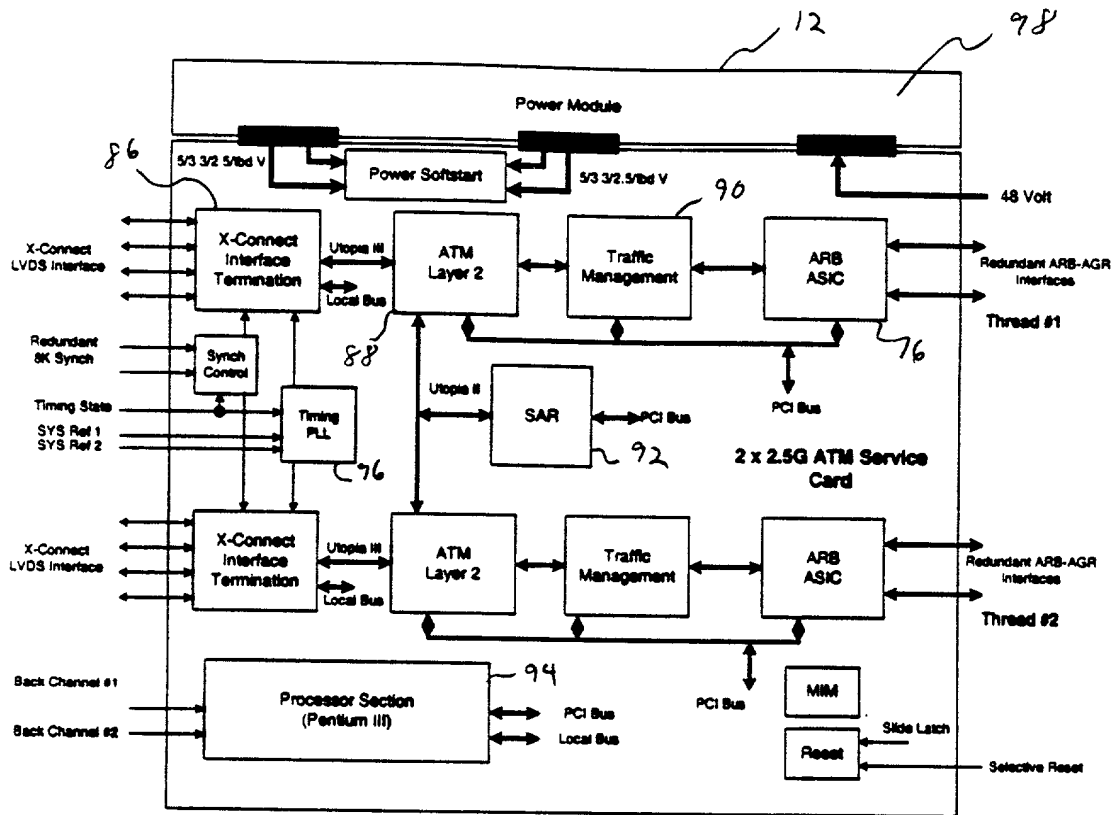 12
98
Power Module
86
5/3 3/2 5/tbd V
Power Softstart
5/3 3/2.5/tbd V
90
48 Volt
X-Connect
LVDS Interface
X-Connect
Interface
Termination
Utopia III
Local Bus
ATM
Layer 2
88
Traffic
Management
ARB
ASIC
76
Redundant ARB-AGR
Interfaces
Thread #1
Redundant
8K Synch
Synch
Control
Timing State
SYS Ref 1
SYS Ref 2
Timing
PLL
96
Utopia II
SAR
92
PCI Bus
PCI Bus
2 x 2.5G ATM Service
Card
X-Connect
LVDS Interface
X-Connect
Interface
Termination
Utopia III
Local Bus
ATM
Layer 2
Traffic
Management
ARB
ASIC
Redundant ARB-AGR
Interfaces
Thread #2
Back Channel #1
Back Channel #2
Processor Section
(Pentium III)
94
PCI Bus
Local Bus
PCI Bus
MIM
Reset
Slide Latch
Selective Reset